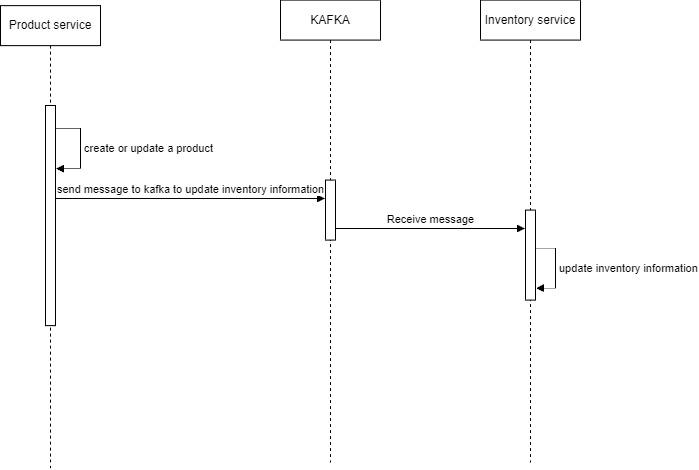 Product service
KAFKA
Inventory service
create or update a product
send message to kafka to update inventory information
Receive message
update inventory information